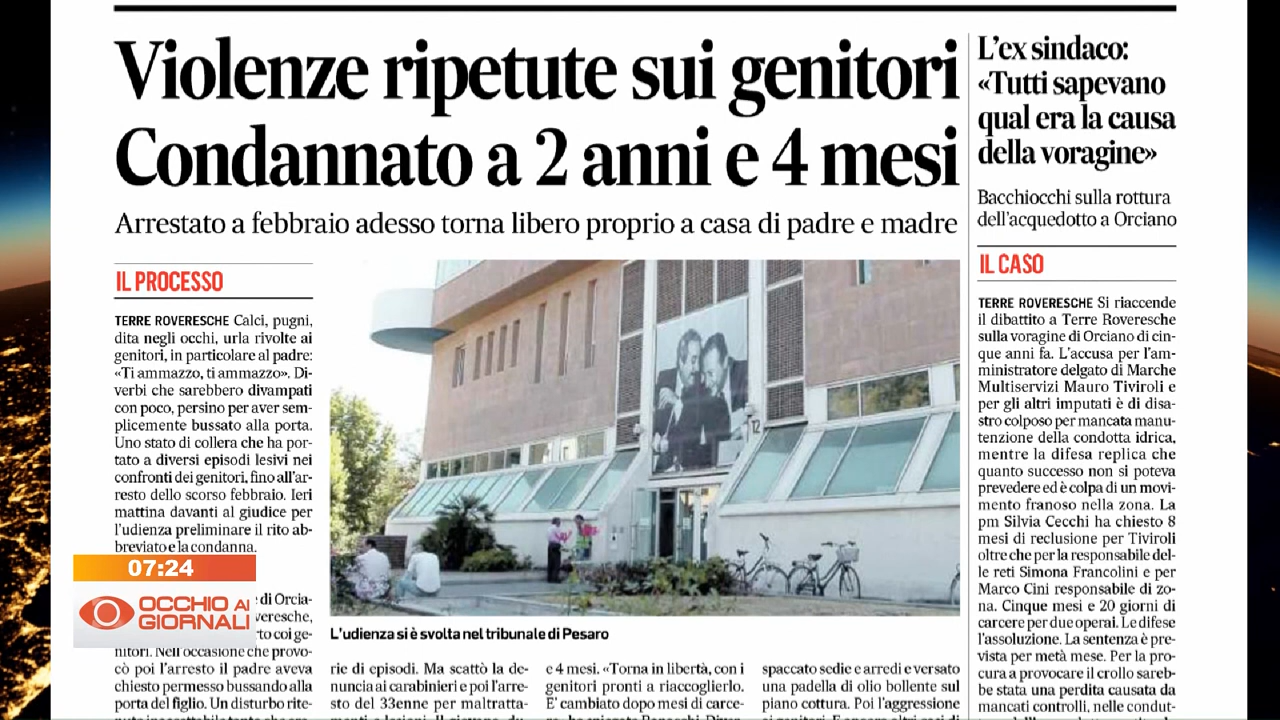 Violenze ripetute sui genitori
Condannato a 2 anni e 4 mesi
Arrestato a febbraio adesso torna libero proprio a casa di padre e madre
IL PROCESSO
TERRE ROVERESCHE Calci, pugni,
dita negli occhi, urla rivolte ai
genitori, in particolare al padre:
«Ti ammazzo, ti ammazzo». Di-
verbi che sarebbero divampati
con poco, persino per aver sem-
plicemente bussato alla porta.
Uno stato di collera che ha por-
tato a diversi episodi lesivi nei
confronti dei genitori, fino all'ar-
resto dello scorso febbraio. Ieri
mattina davanti al giudice per
l'udienza preliminare il rito ab-
breviato e la condanna.
di Orcia-
nitori. Nell'occasione che provo-
cò poi l'arresto il padre aveva
chiesto permesso bussando alla
porta del figlio. Un disturbo rite-
12
L'udienza si è svolta nel tribunale di Pesaro
rie di episodi. Ma scattò la de-
nuncia ai carabinieri e poi l'arre-
sto del 33enne per maltratta-
e 4 mesi. «Torna in libertà, con i
genitori pronti a riaccoglierlo.
E' cambiato dopo mesi di carce-
spaccato sedie e arredi e versato
una padella di olio bollente sul
piano cottura. Poi l'aggressione
L'ex sindaco:
«Tutti sapevano
qual era la causa
della voragine»
Bacchiocchi sulla rottura
dell'acquedotto a Orciano
IL CASO
TERRE ROVERESCHE Si riaccende
il dibattito a Terre Roveresche
sulla voragine di Orciano di cin-
que anni fa. L'accusa per l'am-
ministratore delgato di Marche
Multiservizi Mauro Tiviroli e
per gli altri imputati è di disa-
stro colposo per mancata manu-
tenzione della condotta idrica,
mentre la difesa replica che
quanto successo non si poteva
prevedere ed è colpa di un movi-
mento franoso nella zona. La
pm Silvia Cecchi ha chiesto 8
mesi di reclusione per Tiviroli
oltre che per la responsabile del-
le reti Simona Francolini e per
Marco Cini responsabile di zo-
na. Cinque mesi e 20 giorni di
carcere per due operai. Le difese
l'assoluzione. La sentenza è pre-
vista per metà mese. Per la pro-
cura a provocare il crollo sareb-
be stata una perdita causata da
mancati controlli, nelle condut-
07:24
OCCHIO AI
GIORNALI